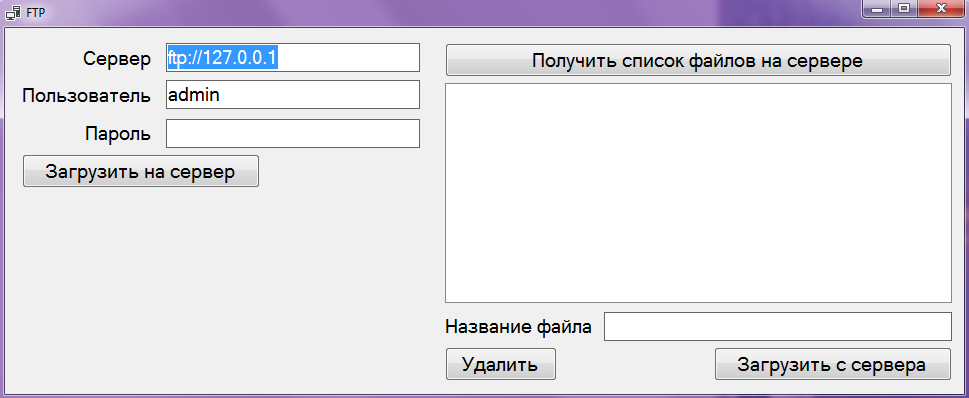 FTP
Сервер
ftp://127.0.0.1
Пользователь
admin
Пароль
Загрузить на сервер
Получить список файлов на сервере
Название файла
Удалить
Загрузить с сервера